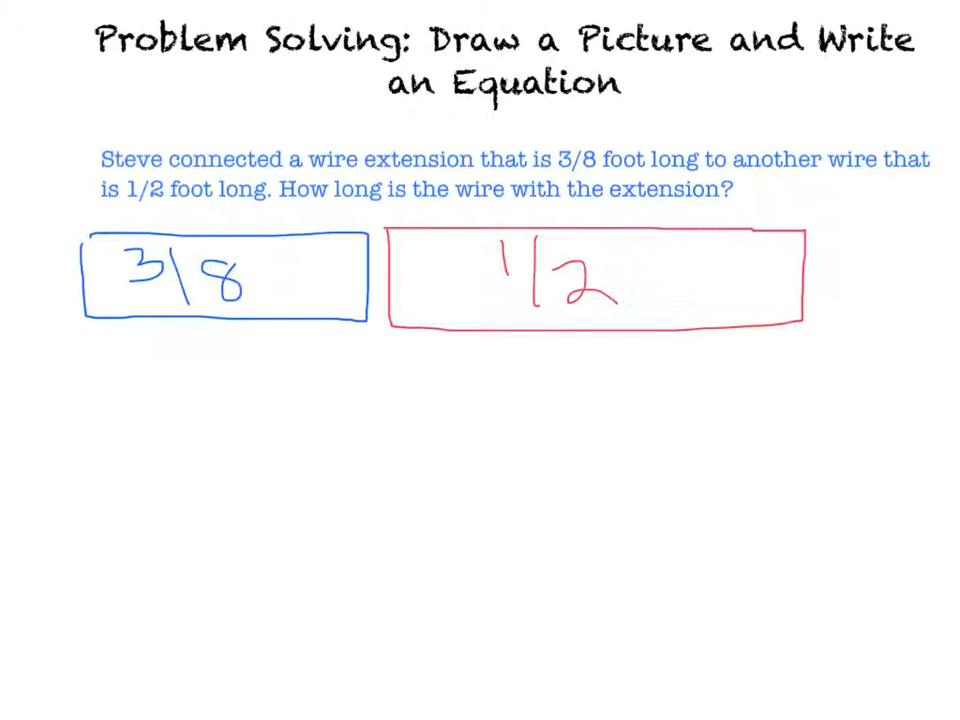 Problem Solving: Draw a Picture and Write
an Equation
Steve connected a wire extension that is 3/8 foot long to another wire that
is 1/2 foot long. How long is the wire with the extension?
3/8 1/2